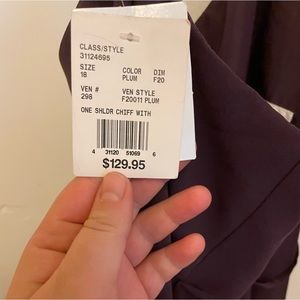 CLASS/STYLE
31124695
SIZE COLOR DIM
18 PLUM F20
VEN # VEN STYLE
298 F20011 PLUM
ONE SHLDR CHIFF WITH
4 31120 51069 6
$129.95